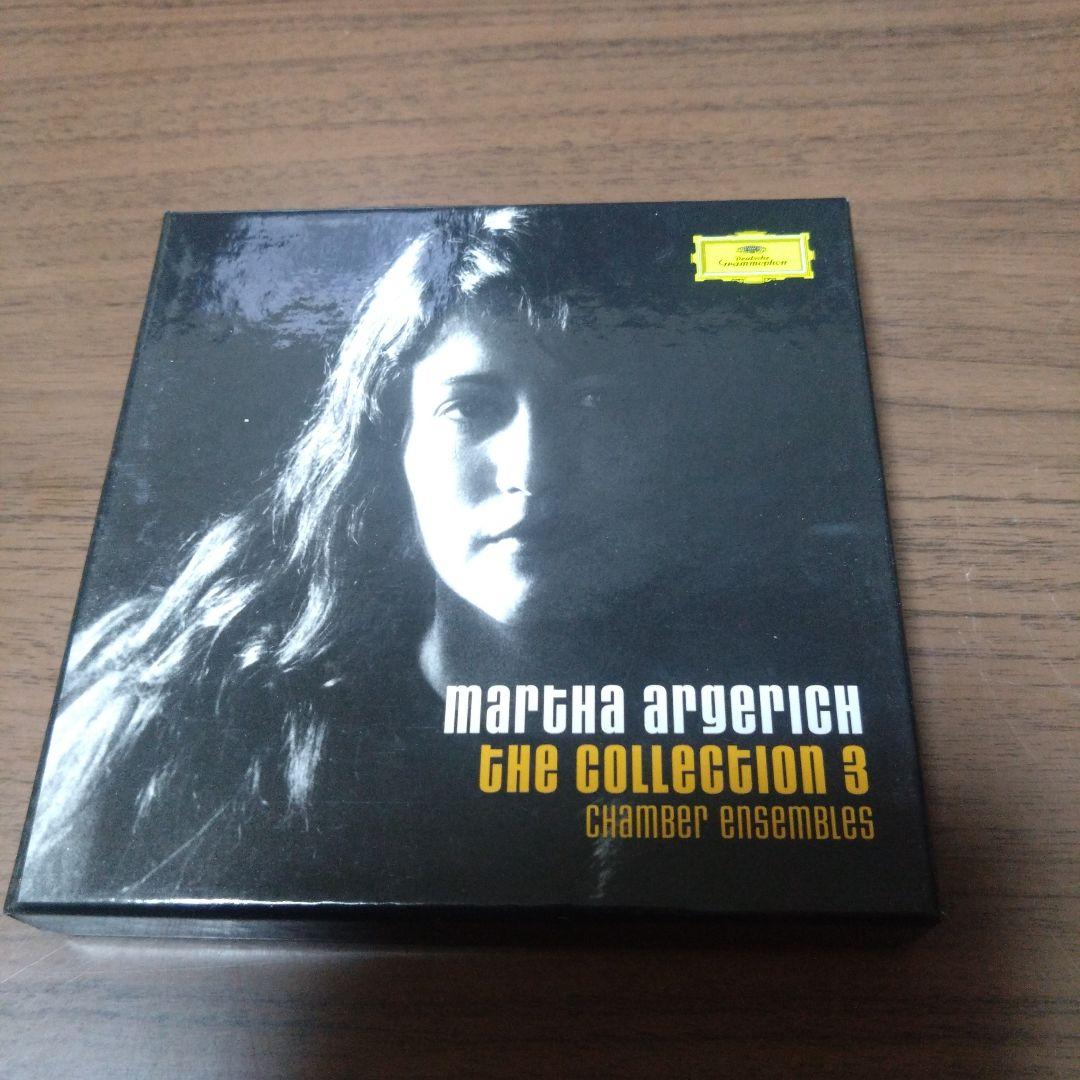 Deutsche
Grammophon
martha argerich
the collection 3
chamber ensembles